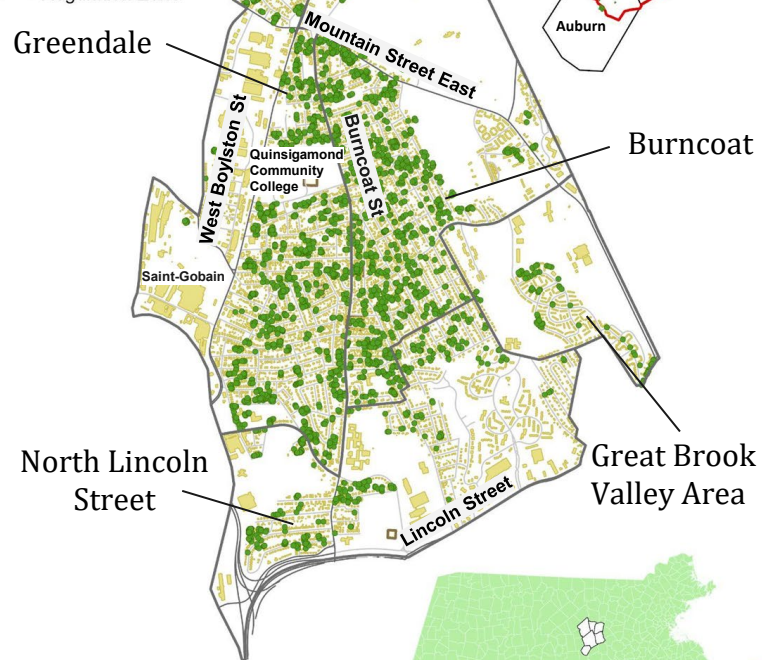 Auburn
Greendale
Mountain Street East
West Boylston St
Burncoat St
Burncoat
Quinsigamond
Community
College
Saint-Gobain
North Lincoln
Street
Great Brook
Valley Area
Lincoln Street